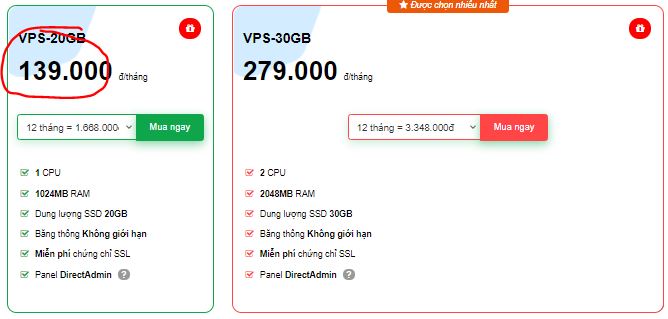 Được chọn nhiều nhất
VPS-20GB
139.000 đ/tháng
12 tháng = 1.668.000đ
Mua ngay
1 CPU
1024MB RAM
Dung lượng SSD 20GB
Băng thông Không giới hạn
Miễn phí chứng chỉ SSL
Panel DirectAdmin ?
VPS-30GB
279.000 đ/tháng
12 tháng = 3.348.000đ
Mua ngay
2 CPU
2048MB RAM
Dung lượng SSD 30GB
Băng thông Không giới hạn
Miễn phí chứng chỉ SSL
Panel DirectAdmin ?